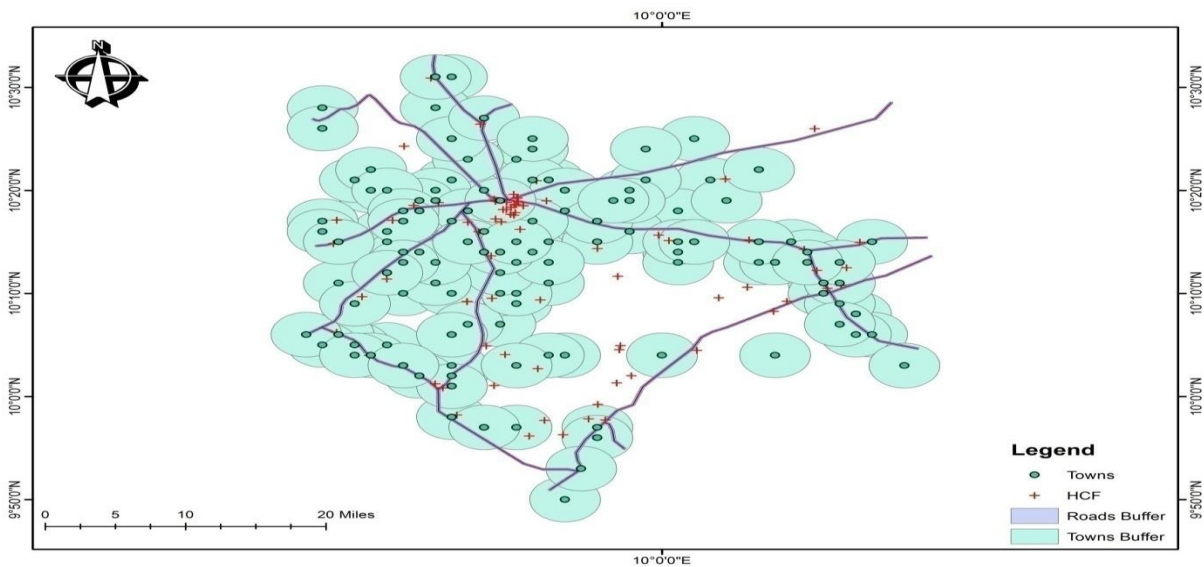 10°0'0"E
N
10°30'0"N
10°30'0"N
10°20'0"N
10°20'0"N
10°10'0"N
10°10'0"N
10°0'0"N
10°0'0"N
9°50'0"N
9°50'0"N
Legend
Towns
HCF
Roads Buffer
Towns Buffer
0 5 10 20 Miles
10°0'0"E